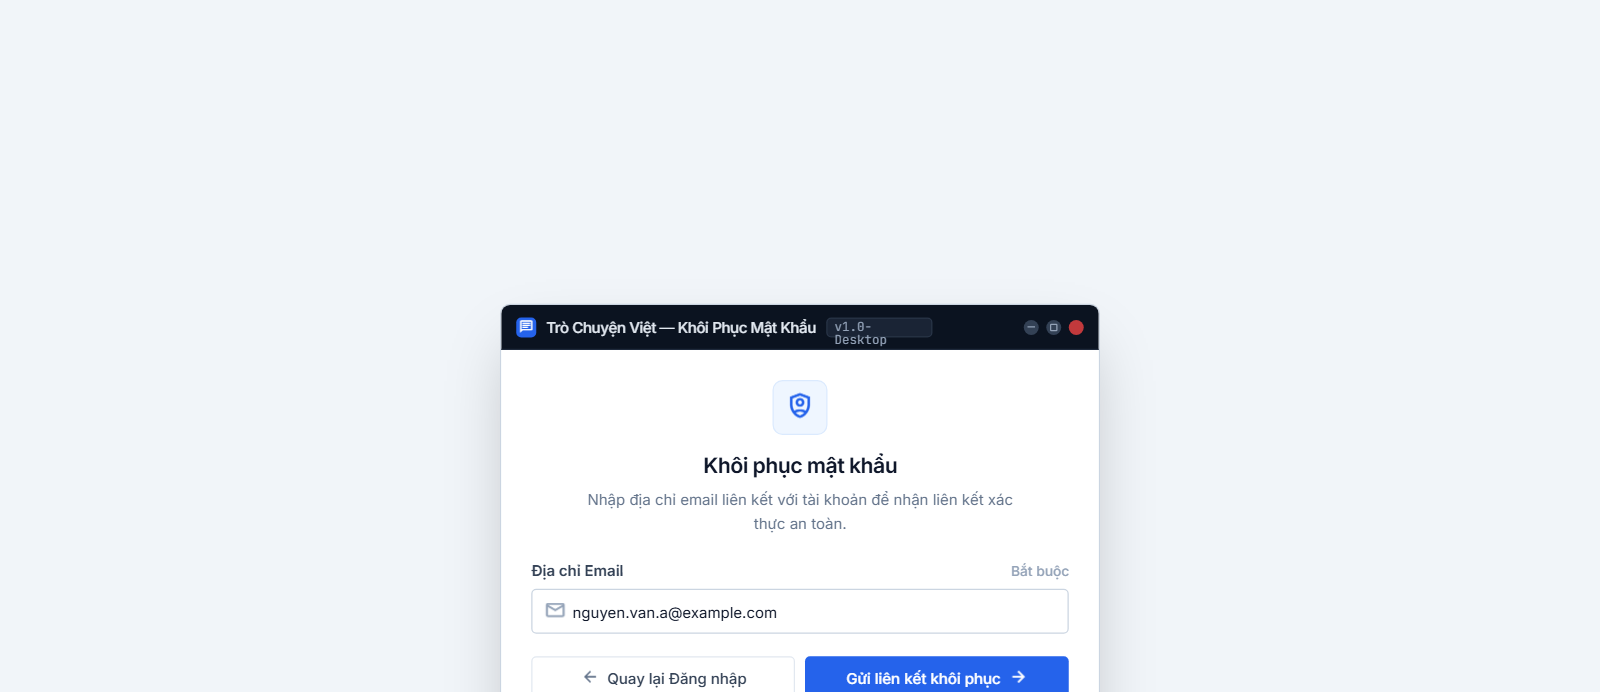 Trò Chuyện Việt — Khôi Phục Mật Khẩu
v1.0-
Desktop
Khôi phục mật khẩu
Nhập địa chỉ email liên kết với tài khoản để nhận liên kết xác
thực an toàn.
Địa chỉ Email
Bắt buộc
nguyen.van.a@example.com
Quay lại Đăng nhập
Gửi liên kết khôi phục